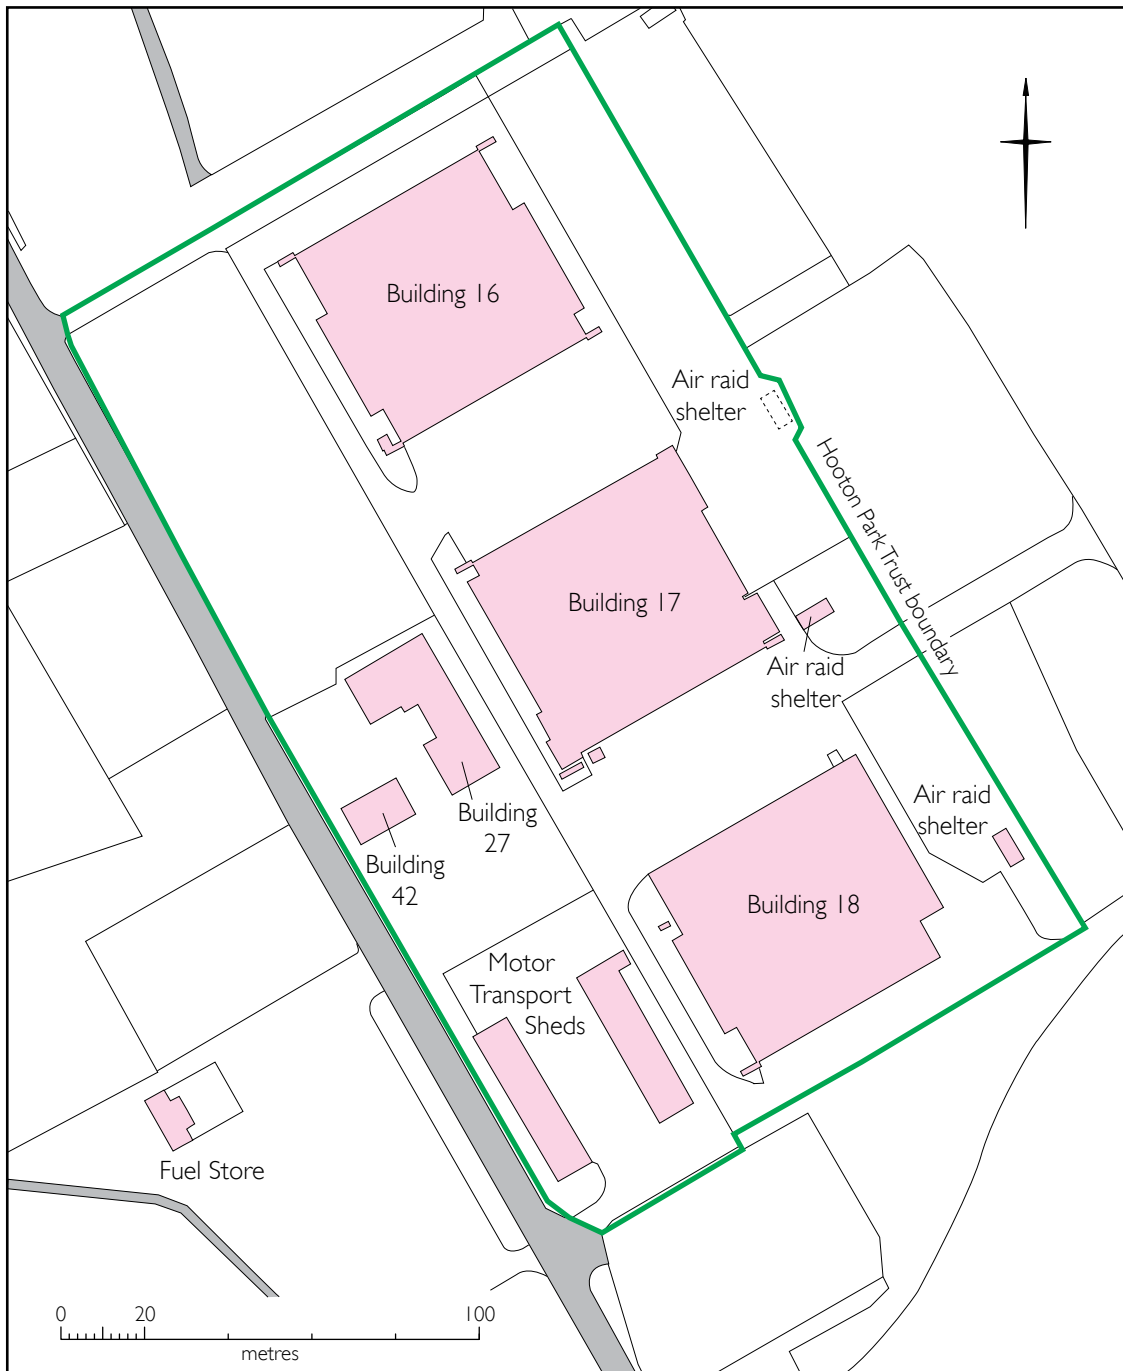 Building 16
Air raid
shelter
Hooton Park Trust boundary
Building 17
Air raid
shelter
Building
27
Building
42
Air raid
shelter
Building 18
Motor
Transport
Sheds
Fuel Store
0 20 100
metres